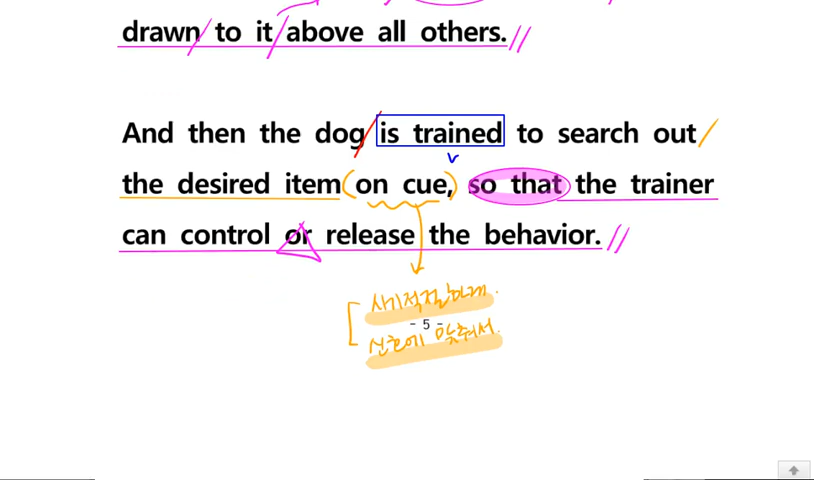 drawn to it above all others.
And then the dog is trained to search out
the desired item (on cue,) so that the trainer
can control or release the behavior.
시기적절하게
- 5 -
신호에 맞춰서